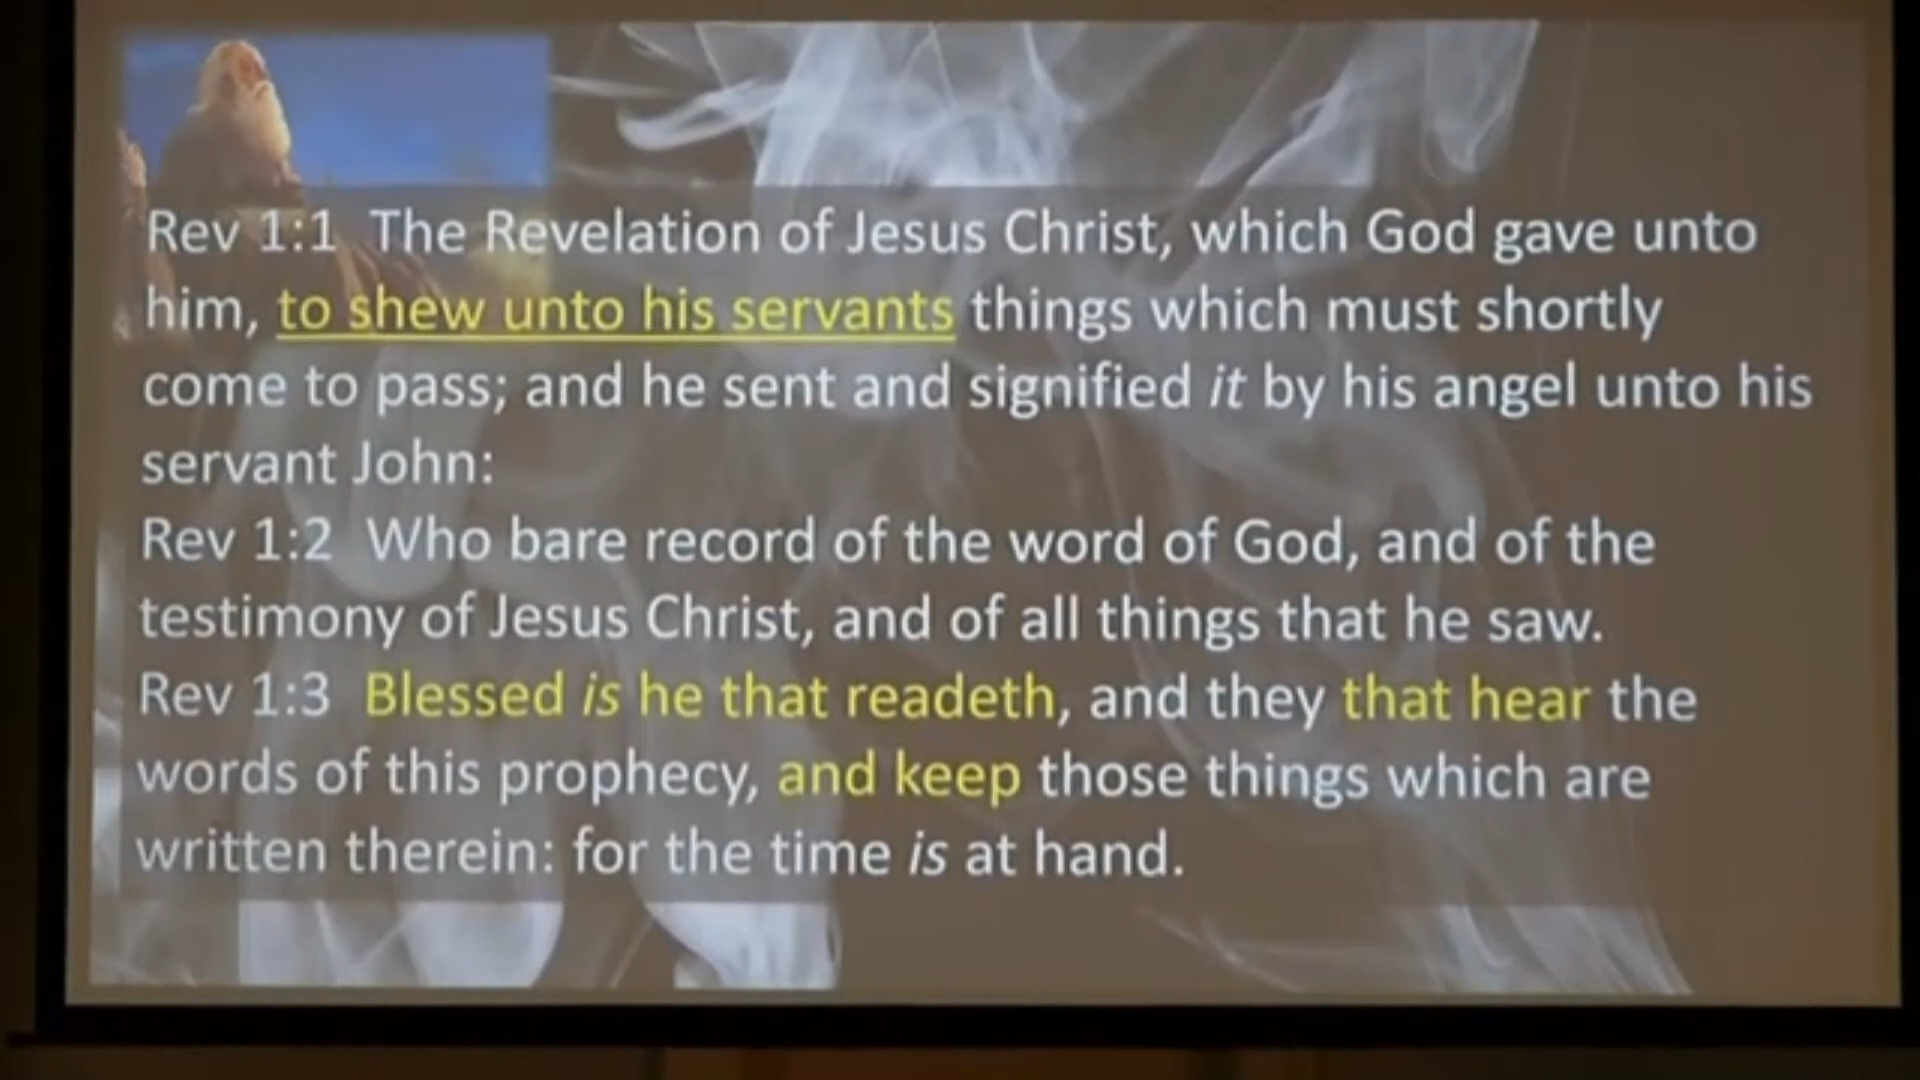 Rev 1:1 The Revelation of Jesus Christ, which God gave unto
him, to shew unto his servants things which must shortly
come to pass; and he sent and signified it by his angel unto his
servant John:
Rev 1:2 Who bare record of the word of God, and of the
testimony of Jesus Christ, and of all things that he saw.
Rev 1:3 Blessed is he that readeth, and they that hear the
words of this prophecy, and keep those things which are
written therein: for the time is at hand.